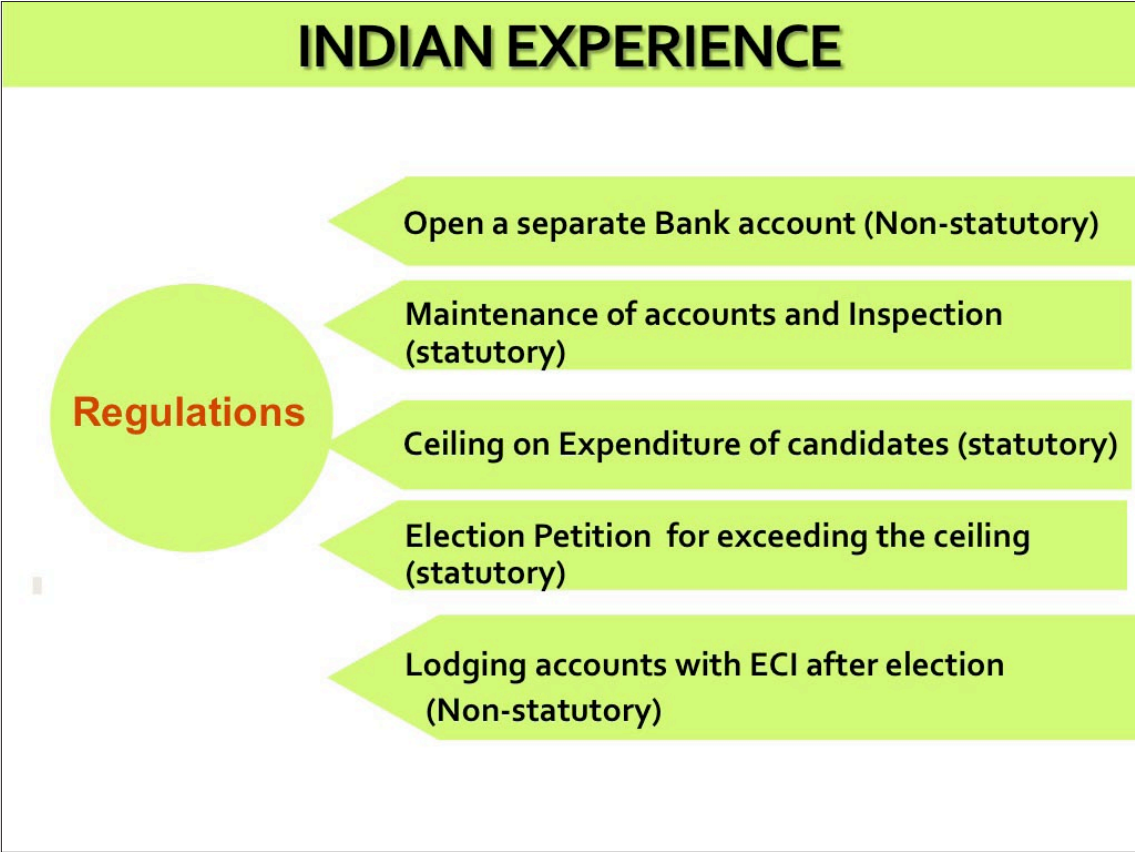 INDIAN EXPERIENCE
Regulations
Open a separate Bank account (Non-statutory)
Maintenance of accounts and Inspection
(statutory)
Ceiling on Expenditure of candidates (statutory)
Election Petition  for exceeding the ceiling
(statutory)
Lodging accounts with ECI after election
(Non-statutory)